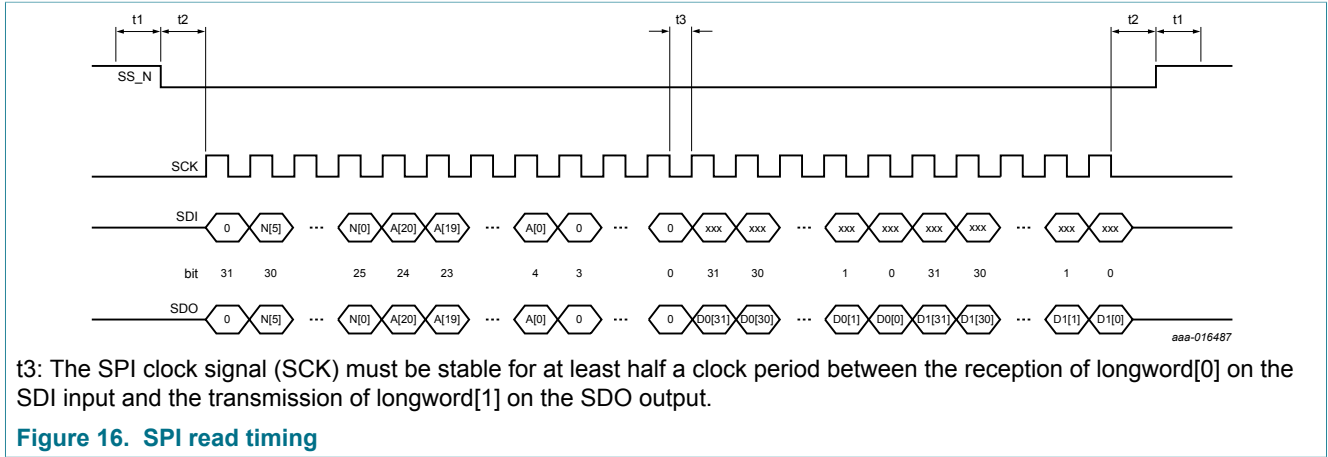 t1 t2 t3 t2 t1
SS_N
SCK
SDI 0 N[5] ... N[0] A[20] A[19] ... A[0] 0 ... 0 xxx xxx ... xxx xxx xxx xxx ... xxx xxx
bit 31 30 25 24 23 4 3 0 31 30 1 0 31 30 1 0
SDO 0 N[5] ... N[0] A[20] A[19] ... A[0] 0 ... 0 D0[31] D0[30] ... D0[1] D0[0] D1[31] D1[30] ... D1[1] D1[0]
aaa-016487
t3: The SPI clock signal (SCK) must be stable for at least half a clock period between the reception of longword[0] on the
SDI input and the transmission of longword[1] on the SDO output.
Figure 16. SPI read timing